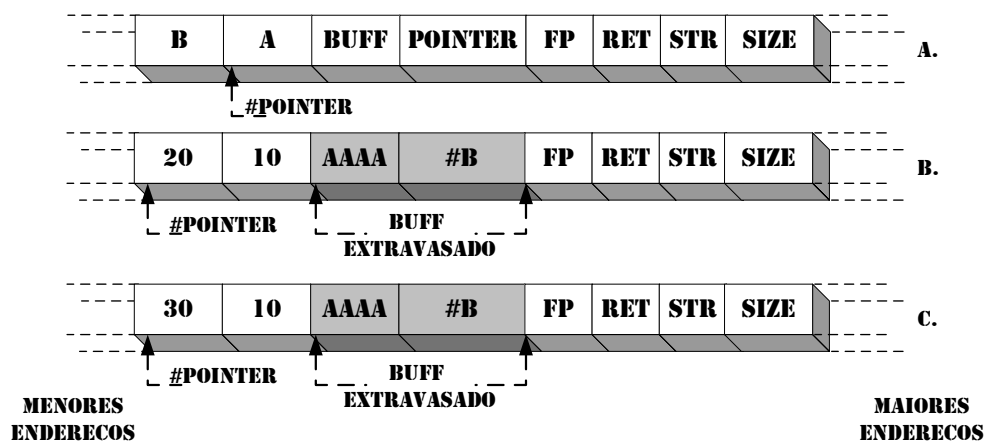 B A BUFF POINTER FP RET STR SIZE A.
#POINTER
20 10 AAAA #B FP RET STR SIZE B.
#POINTER BUFF
EXTRAVASADO
30 10 AAAA #B FP RET STR SIZE C.
#POINTER BUFF
EXTRAVASADO
MENORES MAIORES
ENDERECOS ENDERECOS